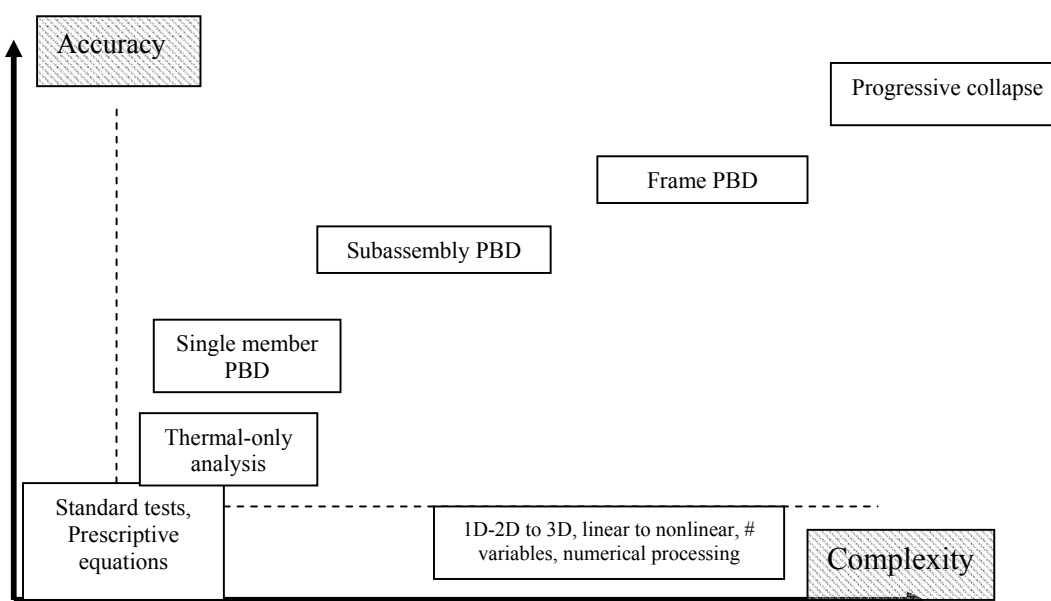 Accuracy
Progressive collapse
Frame PBD
Subassembly PBD
Single member
PBD
Thermal-only
analysis
Standard tests,
Prescriptive
equations
1D-2D to 3D, linear to nonlinear, #
variables, numerical processing
Complexity